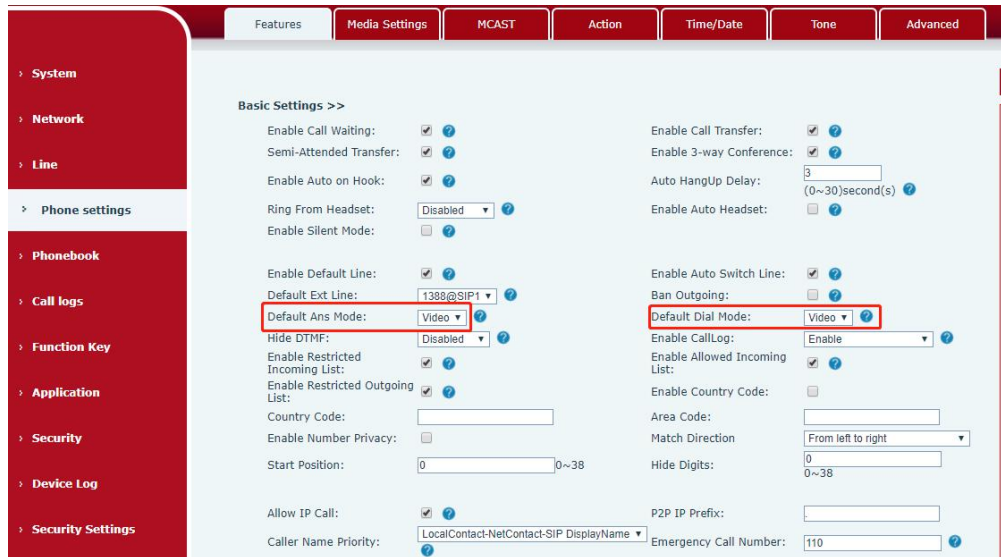 Features Media Settings MCAST Action Time/Date Tone Advanced
› System
› Network
› Line
› Phone settings
› Phonebook
› Call logs
› Function Key
› Application
› Security
› Device Log
› Security Settings
Basic Settings >>
Enable Call Waiting: Enable Call Transfer:
Semi-Attended Transfer: Enable 3-way Conference:
Enable Auto on Hook: Auto HangUp Delay: 3
(0~30)second(s)
Ring From Headset: Disabled Enable Auto Headset:
Enable Silent Mode:
Enable Default Line: Enable Auto Switch Line:
Default Ext Line: 1388@SIP1 Ban Outgoing:
Default Ans Mode: Video Default Dial Mode: Video
Hide DTMF: Disabled Enable CallLog: Enable
Enable Restricted Enable Allowed Incoming
Incoming List: List:
Enable Restricted Outgoing Enable Country Code:
List:
Country Code: Area Code:
Enable Number Privacy: Match Direction From left to right
Start Position: 0 0~38 Hide Digits: 0
0~38
Allow IP Call: P2P IP Prefix: .
Caller Name Priority: LocalContact-NetContact-SIP DisplayName Emergency Call Number: 110